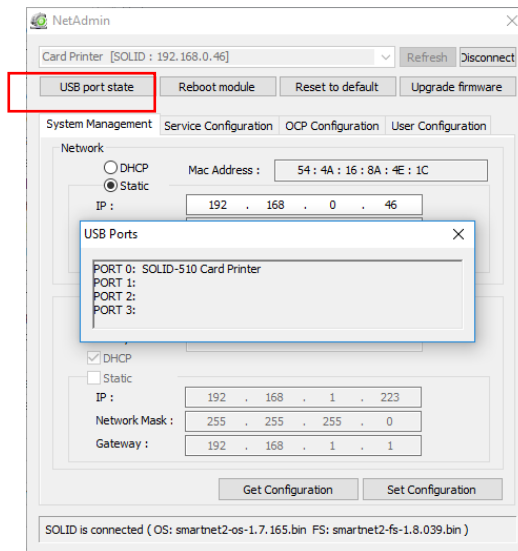 NetAdmin
Card Printer [SOLID : 192.168.0.46] Refresh Disconnect
USB port state Reboot module Reset to default Upgrade firmware
System Management Service Configuration OCP Configuration User Configuration
Network
DHCP Mac Address : 54 : 4A : 16 : 8A : 4E : 1C
Static
IP : 192 . 168 . 0 . 46
USB Ports
PORT 0: SOLID-510 Card Printer
PORT 1:
PORT 2:
PORT 3:
DHCP
Static
IP : 192 . 168 . 1 . 223
Network Mask : 255 . 255 . 255 . 0
Gateway : 192 . 168 . 1 . 1
Get Configuration Set Configuration
SOLID is connected ( OS: smartnet2-os-1.7.165.bin FS: smartnet2-fs-1.8.039.bin )